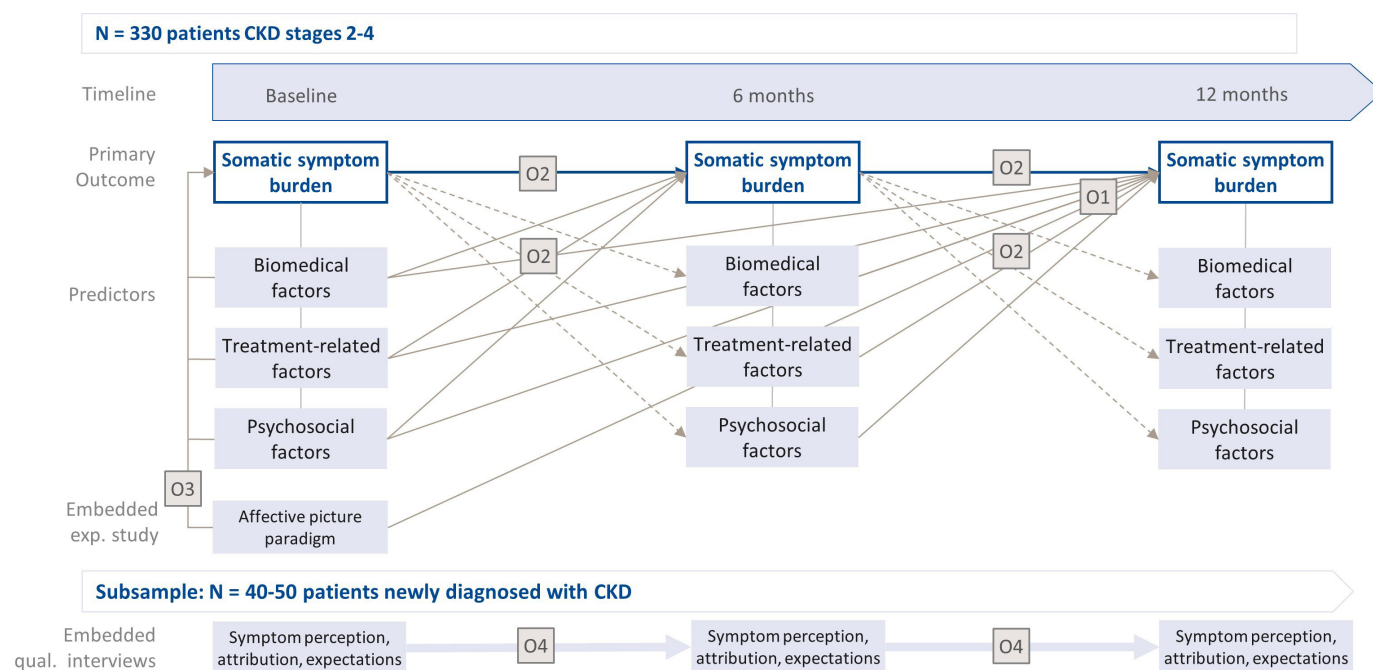 N = 330 patients CKD stages 2-4
Timeline
Baseline
6 months
12 months
Primary
Outcome
Somatic symptom
burden
O2
Somatic symptom
burden
O2
Somatic symptom
burden
O1
O2
O2
Predictors
Biomedical
factors
Biomedical
factors
Biomedical
factors
Treatment-related
factors
Treatment-related
factors
Treatment-related
factors
Psychosocial
factors
Psychosocial
factors
Psychosocial
factors
O3
Embedded
exp. study
Affective picture
paradigm
Subsample: N = 40-50 patients newly diagnosed with CKD
Embedded
qual. interviews
Symptom perception,
attribution, expectations
O4
Symptom perception,
attribution, expectations
O4
Symptom perception,
attribution, expectations